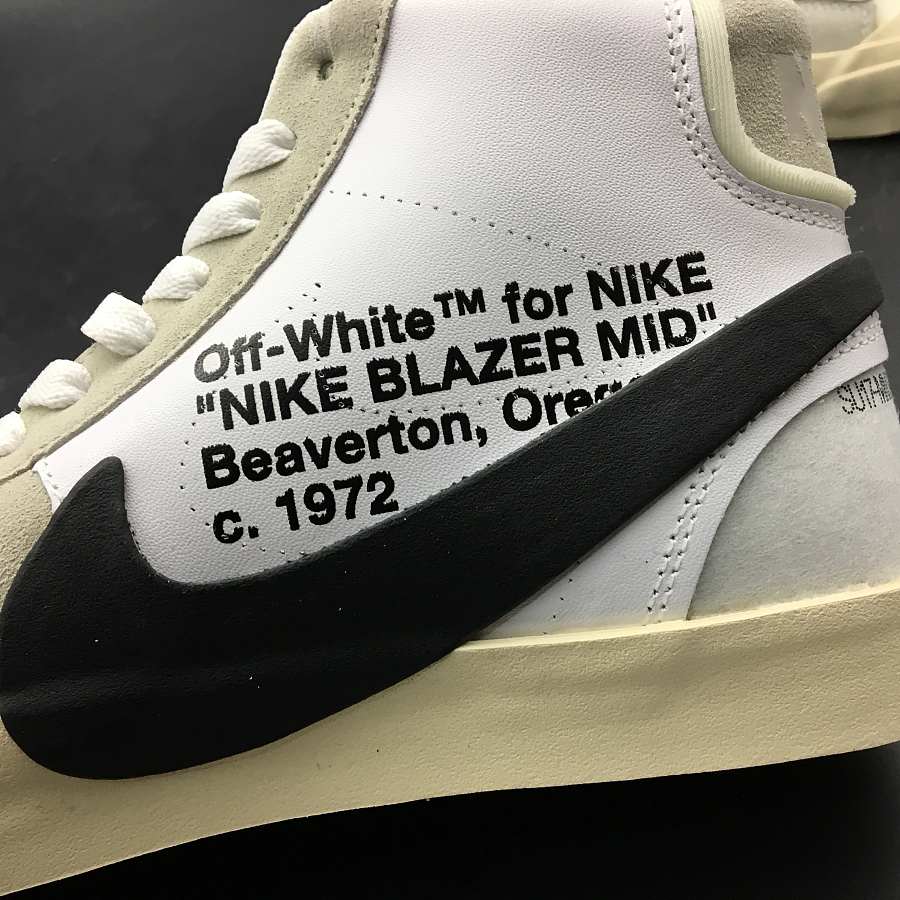 Off-White™ for NIKE
"NIKE BLAZER MID"
Beaverton,
c. 1972